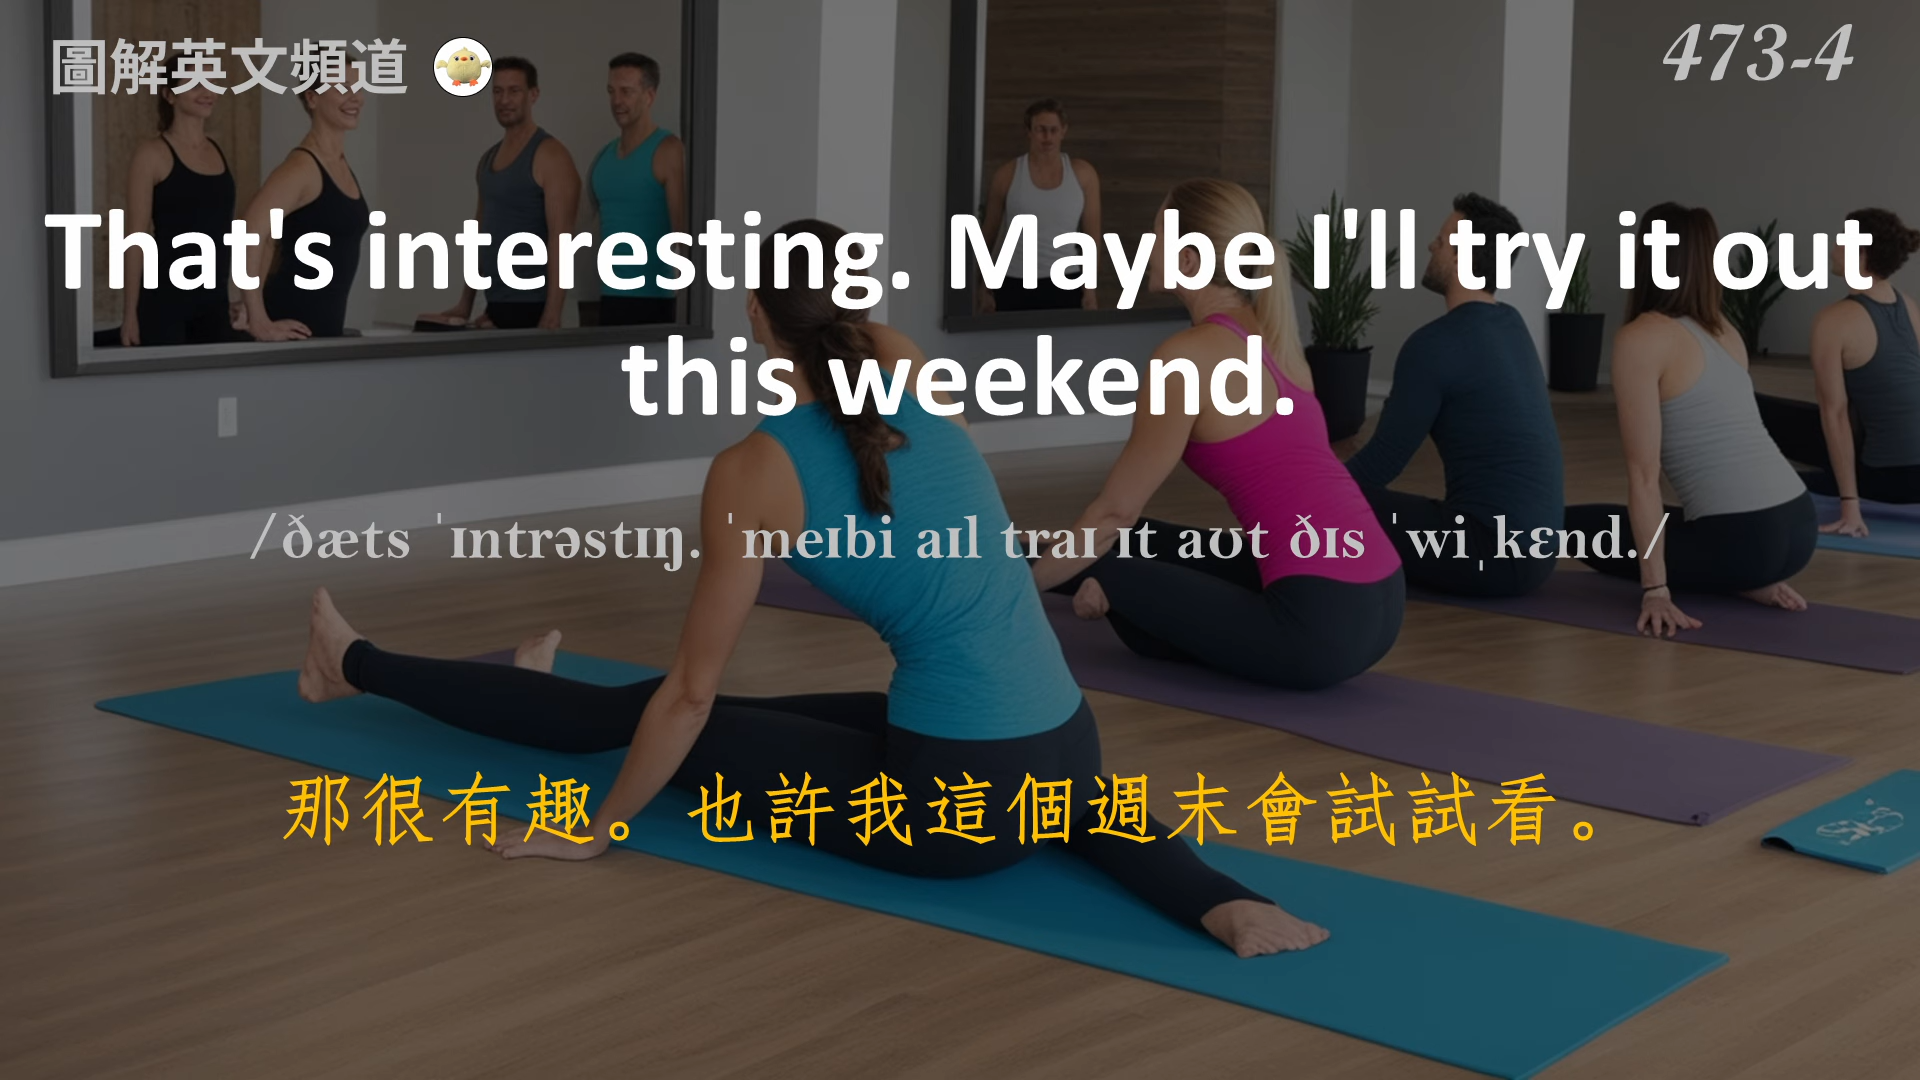 圖解英文頻道
473-4
That's interesting. Maybe I'll try it out
this weekend.
/ðæts ˈɪntrəstɪŋ. ˈmeɪbi aɪl traɪ ɪt aʊt ðɪs ˈwiˌkɛnd./
那很有趣。也許我這個週末會試試看。